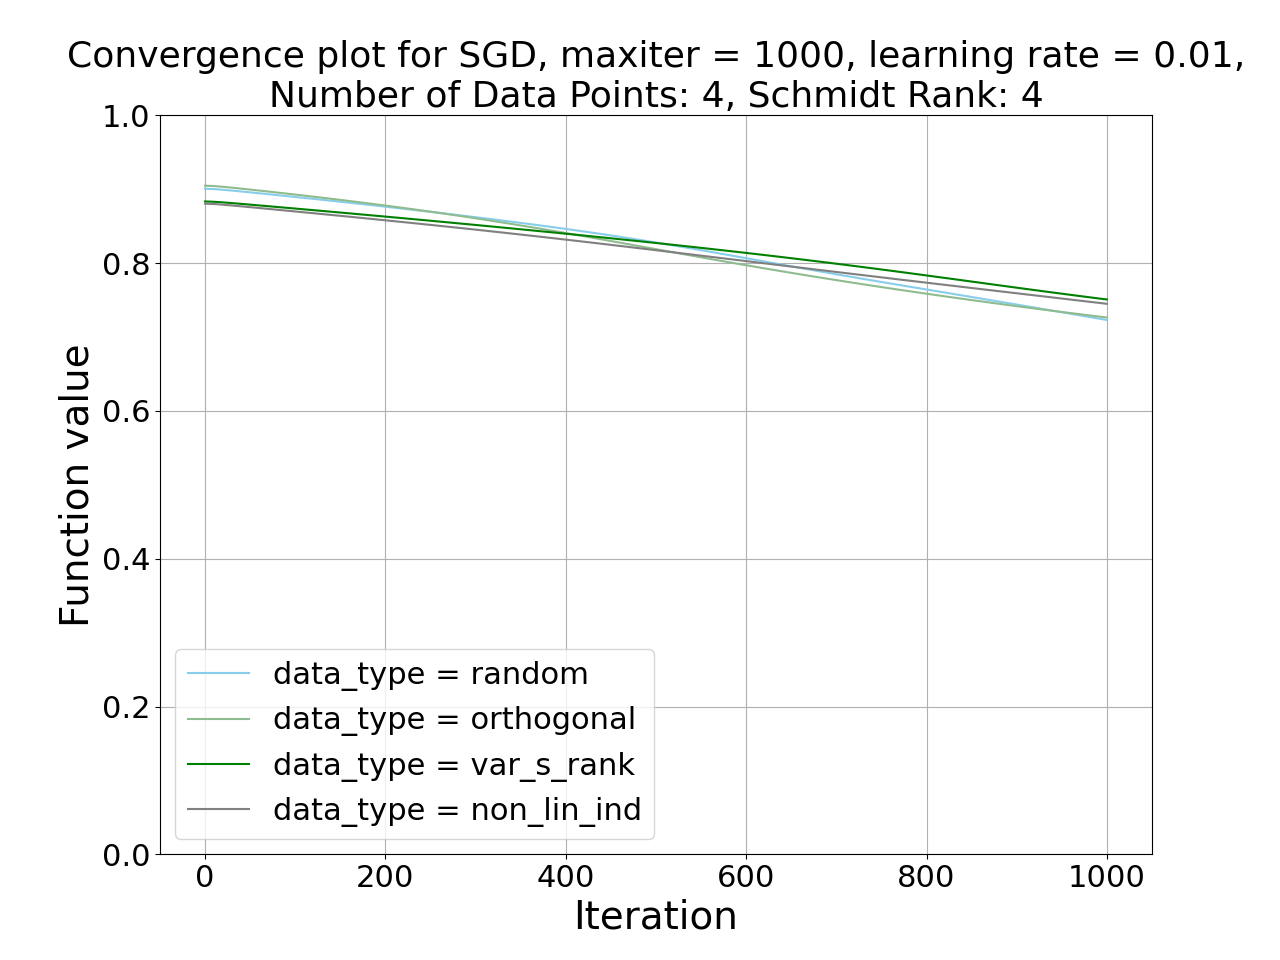 Convergence plot for SGD, maxiter = 1000, learning rate = 0.01,
Number of Data Points: 4, Schmidt Rank: 4
1.0
0.8
0.6
0.4
0.2
0.0
Function value
data_type = random
data_type = orthogonal
data_type = var_s_rank
data_type = non_lin_ind
0 200 400 600 800 1000
Iteration